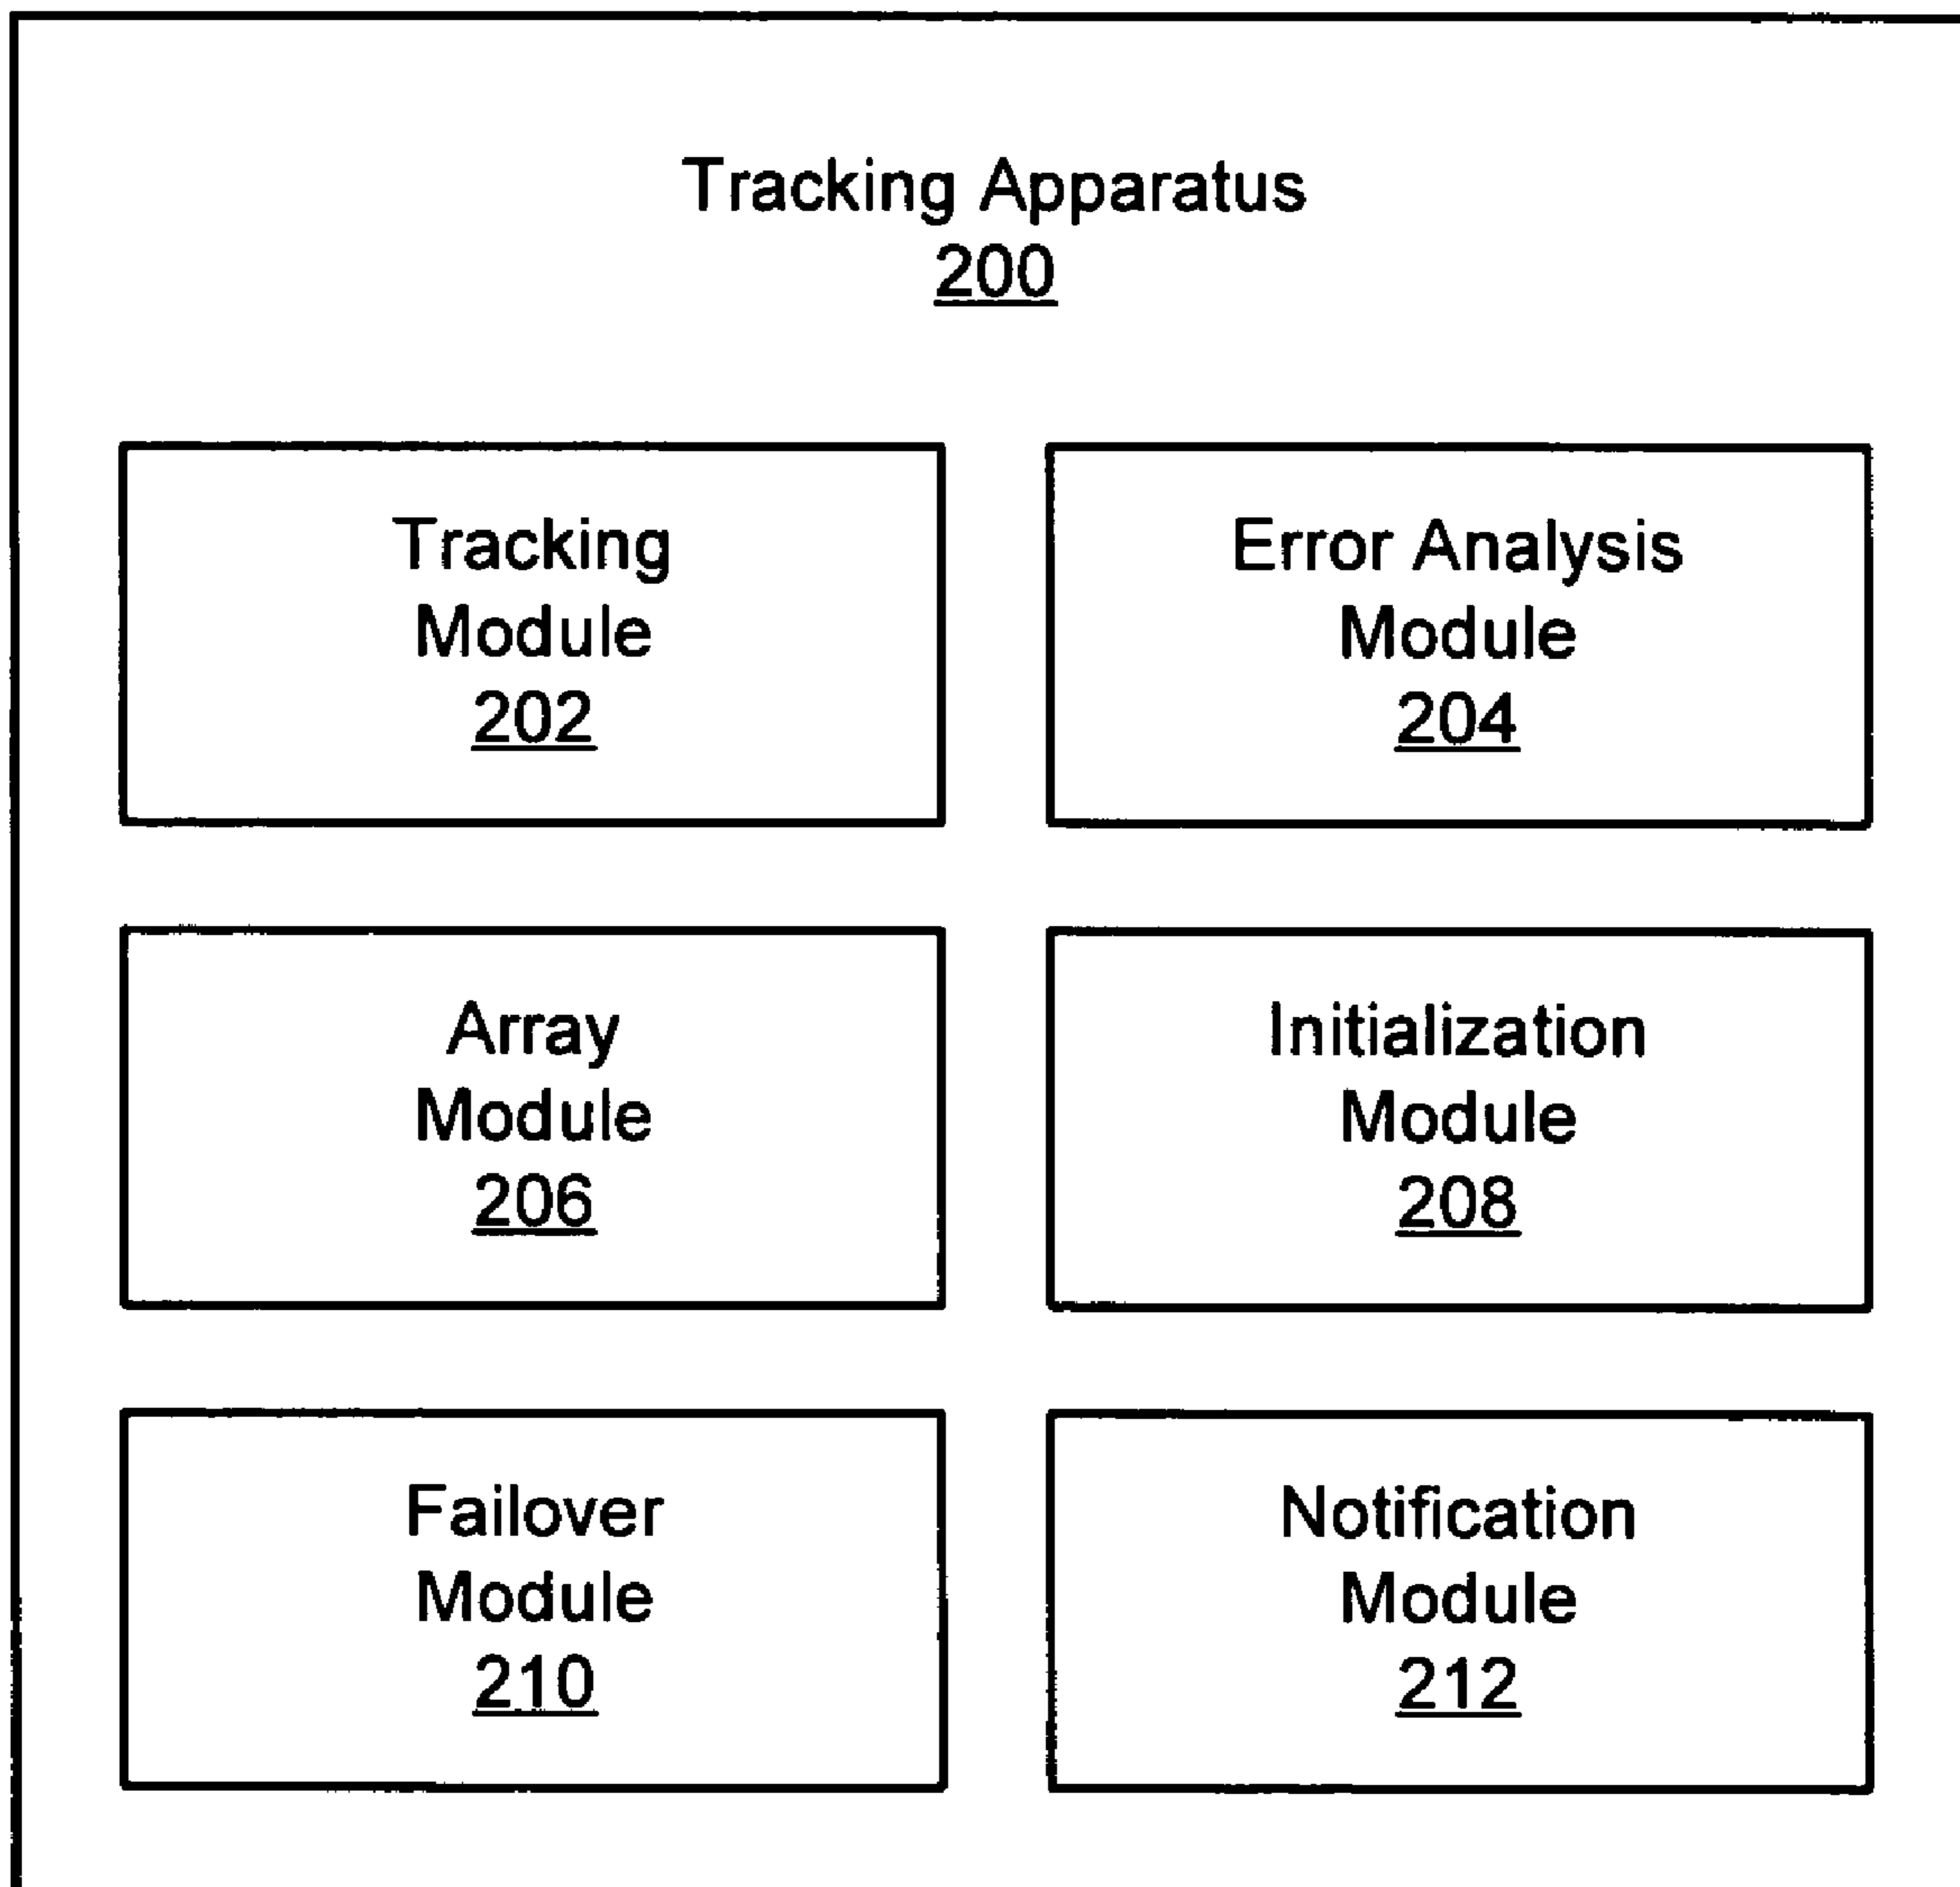 Tracking Apparatus
200
Tracking
Module
202
Error Analysis
Module
204
Array
Module
206
Initialization
Module
208
Failover
Module
210
Notification
Module
212